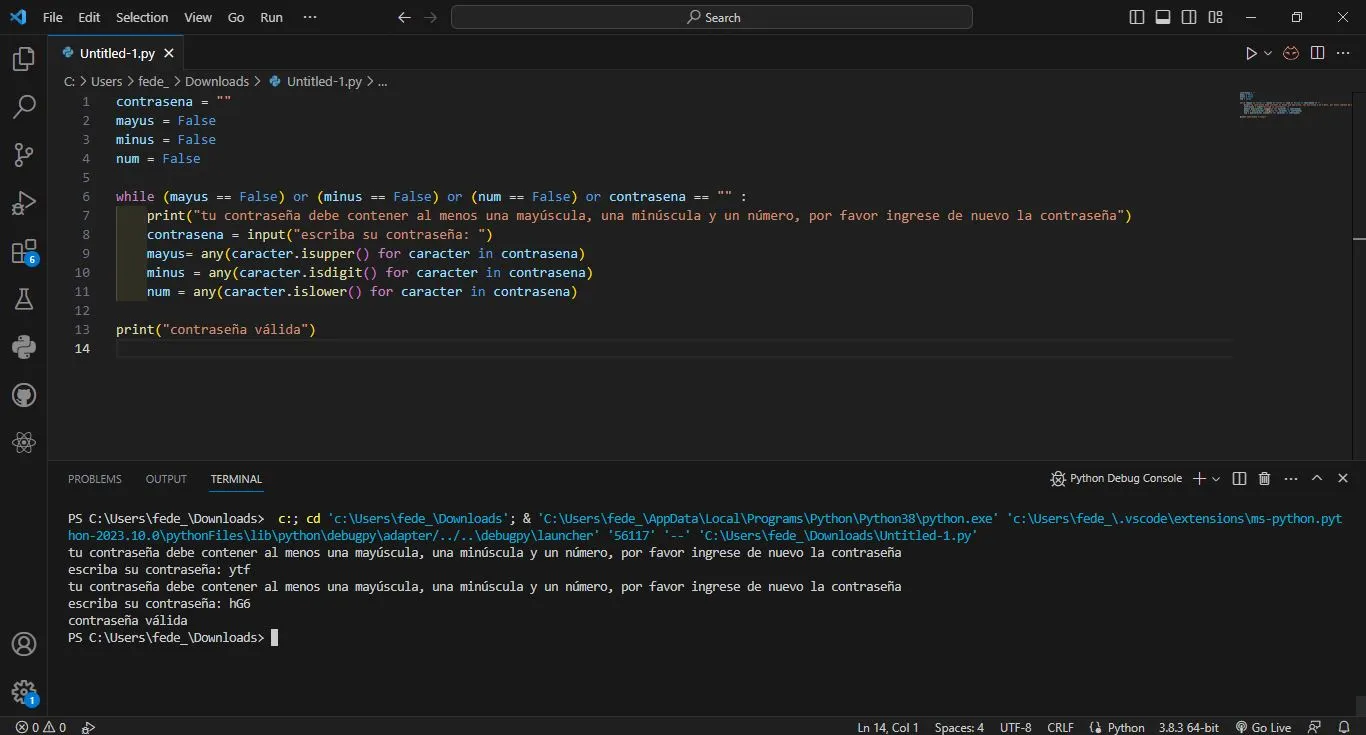 File Edit Selection View Go Run ··· Search
Untitled-1.py
C: > Users > fede_ > Downloads > Untitled-1.py > ...
1 contrasena = ""
2 mayus = False
3 minus = False
4 num = False
5
6 while (mayus == False) or (minus == False) or (num == False) or contrasena == "" :
7 print("tu contraseña debe contener al menos una mayúscula, una minúscula y un número, por favor ingrese de nuevo la contraseña")
8 contrasena = input("escriba su contraseña: ")
9 mayus= any(caracter.isupper() for caracter in contrasena)
10 minus = any(caracter.isdigit() for caracter in contrasena)
11 num = any(caracter.islower() for caracter in contrasena)
12
13 print("contraseña válida")
14
6
PROBLEMS OUTPUT TERMINAL Python Debug Console
PS C:\Users\fede_\Downloads> c:; cd 'c:\Users\fede_\Downloads'; & 'C:\Users\fede_\AppData\Local\Programs\Python\Python38\python.exe' 'c:\Users\fede_\.vscode\extensions\ms-python.pyt
hon-2023.10.0\pythonFiles\lib\python\debugpy\adapter/../..\debugpy\launcher' '56117' '--' 'C:\Users\fede_\Downloads\Untitled-1.py'
tu contraseña debe contener al menos una mayúscula, una minúscula y un número, por favor ingrese de nuevo la contraseña
escriba su contraseña: ytf
tu contraseña debe contener al menos una mayúscula, una minúscula y un número, por favor ingrese de nuevo la contraseña
escriba su contraseña: hG6
contraseña válida
PS C:\Users\fede_\Downloads>
1
0 0 Ln 14, Col 1 Spaces: 4 UTF-8 CRLF Python 3.8.3 64-bit Go Live